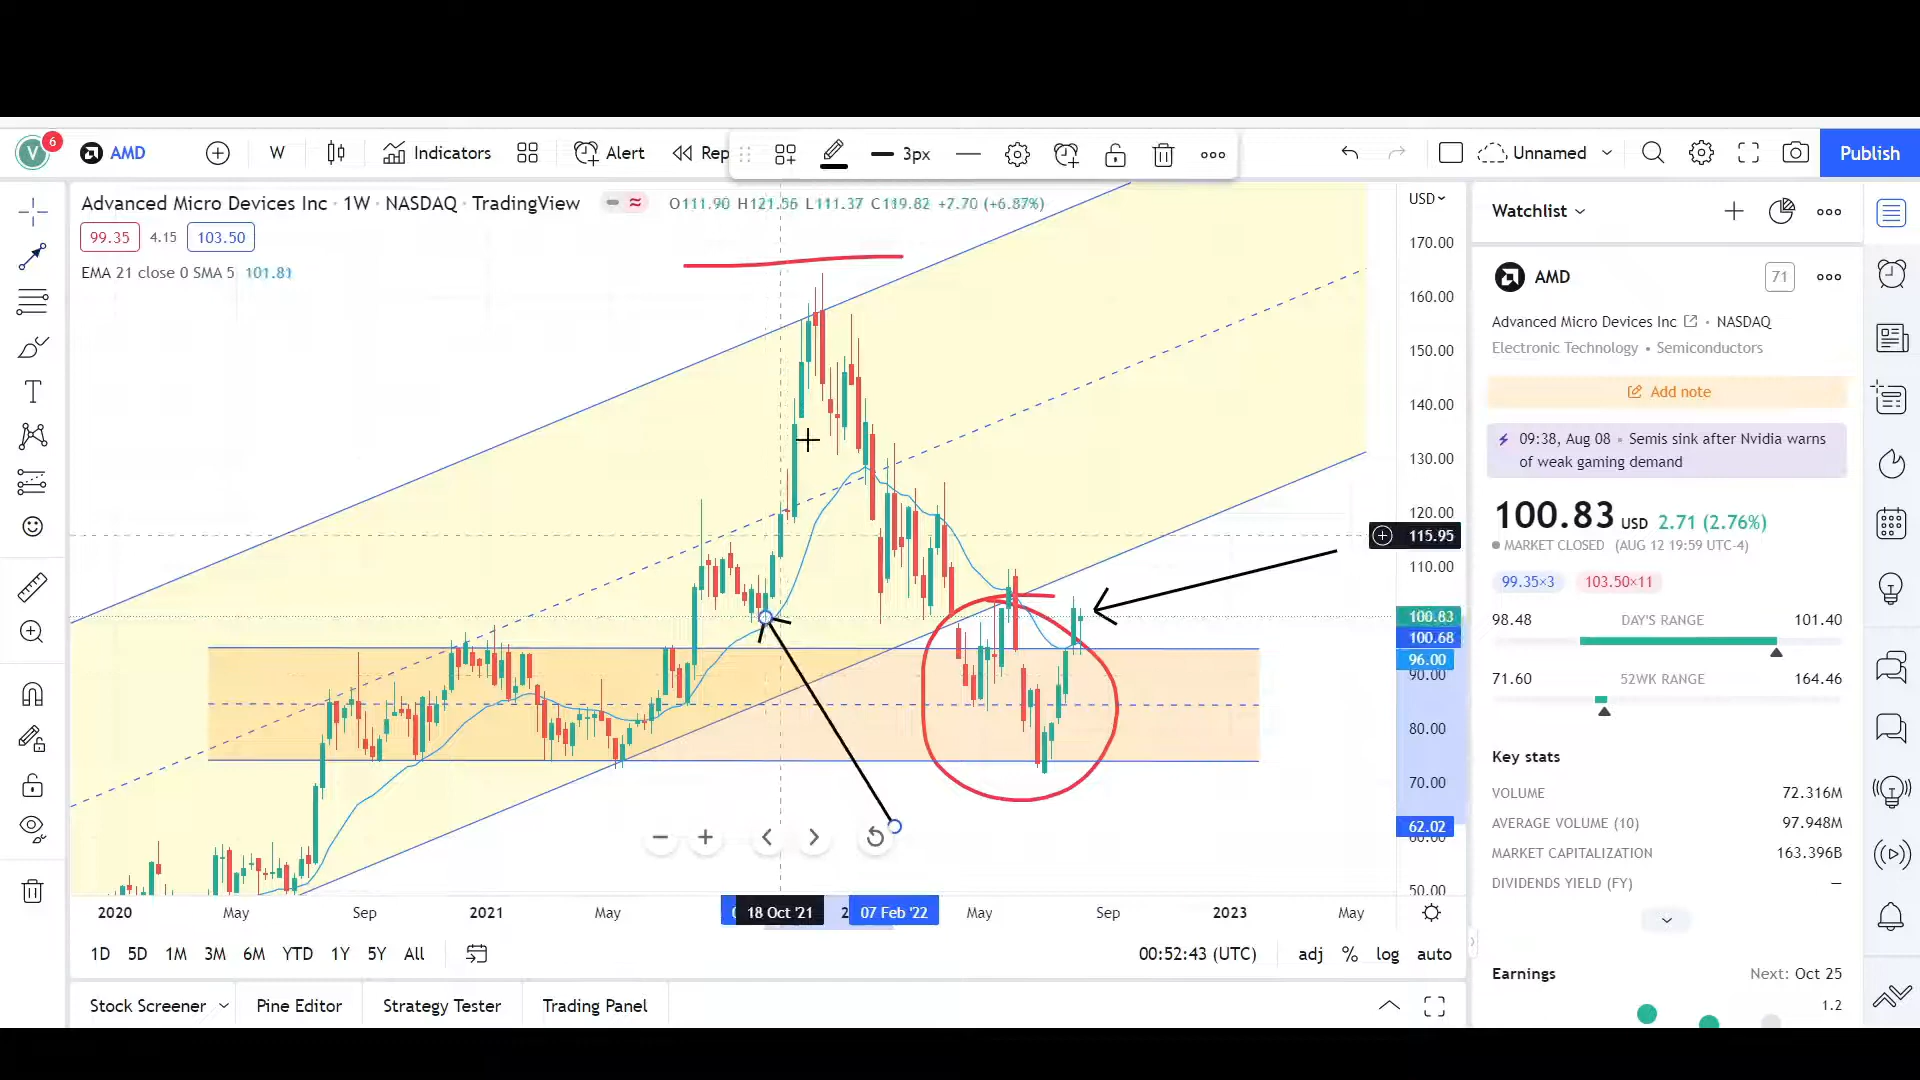 V 6 AMD W Indicators Alert Rep 3px Unnamed Publish
Advanced Micro Devices Inc · 1W · NASDAQ · TradingView O111.90 H121.56 L111.37 C119.82 +7.70 (+6.87%)
99.35 4.15 103.50
EMA 21 close 0 SMA 5 101.81
USD
170.00
160.00
150.00
140.00
130.00
120.00
115.95
110.00
100.83
100.68
96.00
90.00
80.00
70.00
62.02
60.00
50.00
2020 May Sep 2021 May 18 Oct '21 2 07 Feb '22 May Sep 2023 May
1D 5D 1M 3M 6M YTD 1Y 5Y All 00:52:43 (UTC) adj % log auto
Stock Screener Pine Editor Strategy Tester Trading Panel
Watchlist
AMD 71
Advanced Micro Devices Inc · NASDAQ
Electronic Technology • Semiconductors
Add note
09:38, Aug 08 • Semis sink after Nvidia warns
of weak gaming demand
100.83 USD 2.71 (2.76%)
MARKET CLOSED (AUG 12 19:59 UTC-4)
99.35×3 103.50×11
98.48 DAY'S RANGE 101.40
71.60 52WK RANGE 164.46
Key stats
VOLUME 72.316M
AVERAGE VOLUME (10) 97.948M
MARKET CAPITALIZATION 163.396B
DIVIDENDS YIELD (FY) —
Earnings Next: Oct 25
1.2